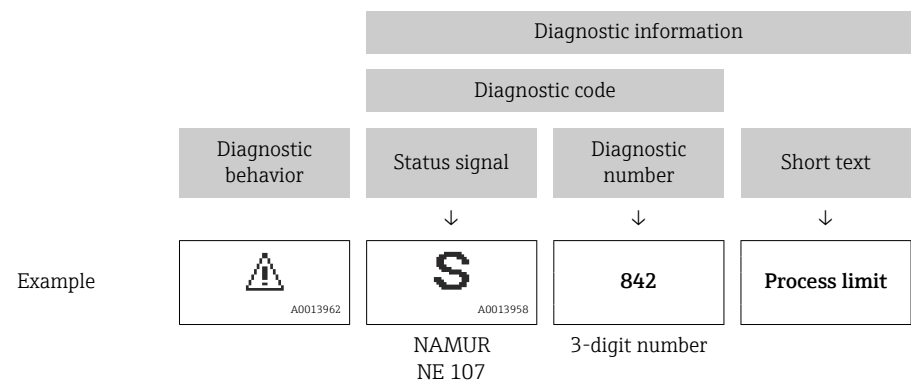 Diagnostic information
Diagnostic code
Diagnostic
behavior
Status signal
Diagnostic
number
Short text
↓ ↓ ↓
Example
A0013962
S
A0013958
842
Process limit
NAMUR
NE 107
3-digit number